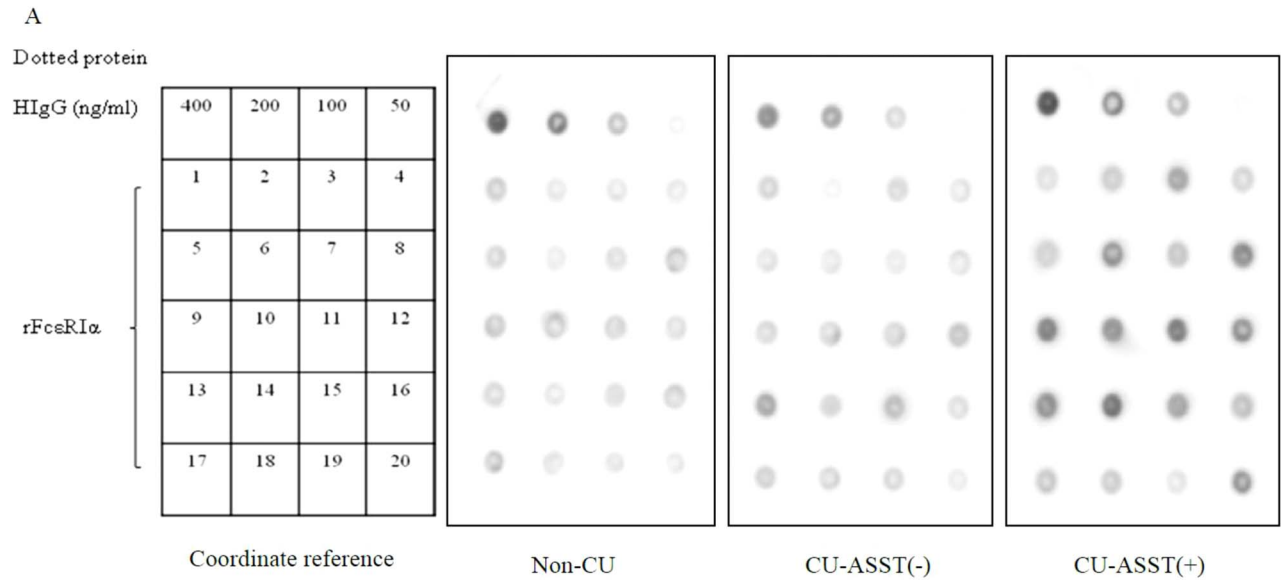 A
Dotted protein
HIgG (ng/ml)
400 200 100 50
1 2 3 4
5 6 7 8
rFcεRIα
9 10 11 12
13 14 15 16
17 18 19 20
Coordinate reference
Non-CU
CU-ASST(-)
CU-ASST(+)